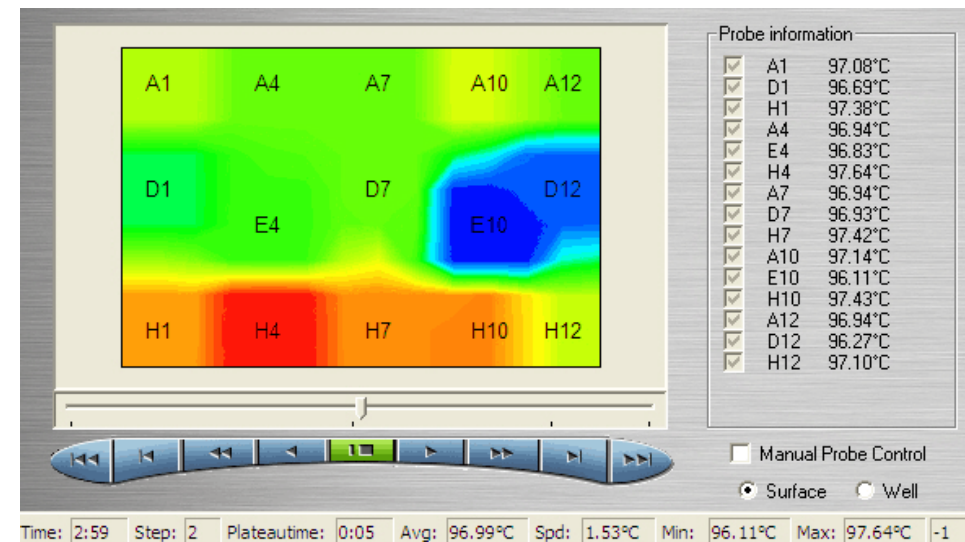 A1 A4 A7 A10 A12
D1 D7 D12
E4 E10
H1 H4 H7 H10 H12
Probe information
A1 97.08°C
D1 96.69°C
H1 97.38°C
A4 96.94°C
E4 96.83°C
H4 97.64°C
A7 96.94°C
D7 96.93°C
H7 97.42°C
A10 97.14°C
E10 96.11°C
H10 97.43°C
A12 96.94°C
D12 96.27°C
H12 97.10°C
Manual Probe Control
Surface Well
Time: 2:59 Step: 2 Plateautime: 0:05 Avg: 96.99°C Spd: 1.53°C Min: 96.11°C Max: 97.64°C -1